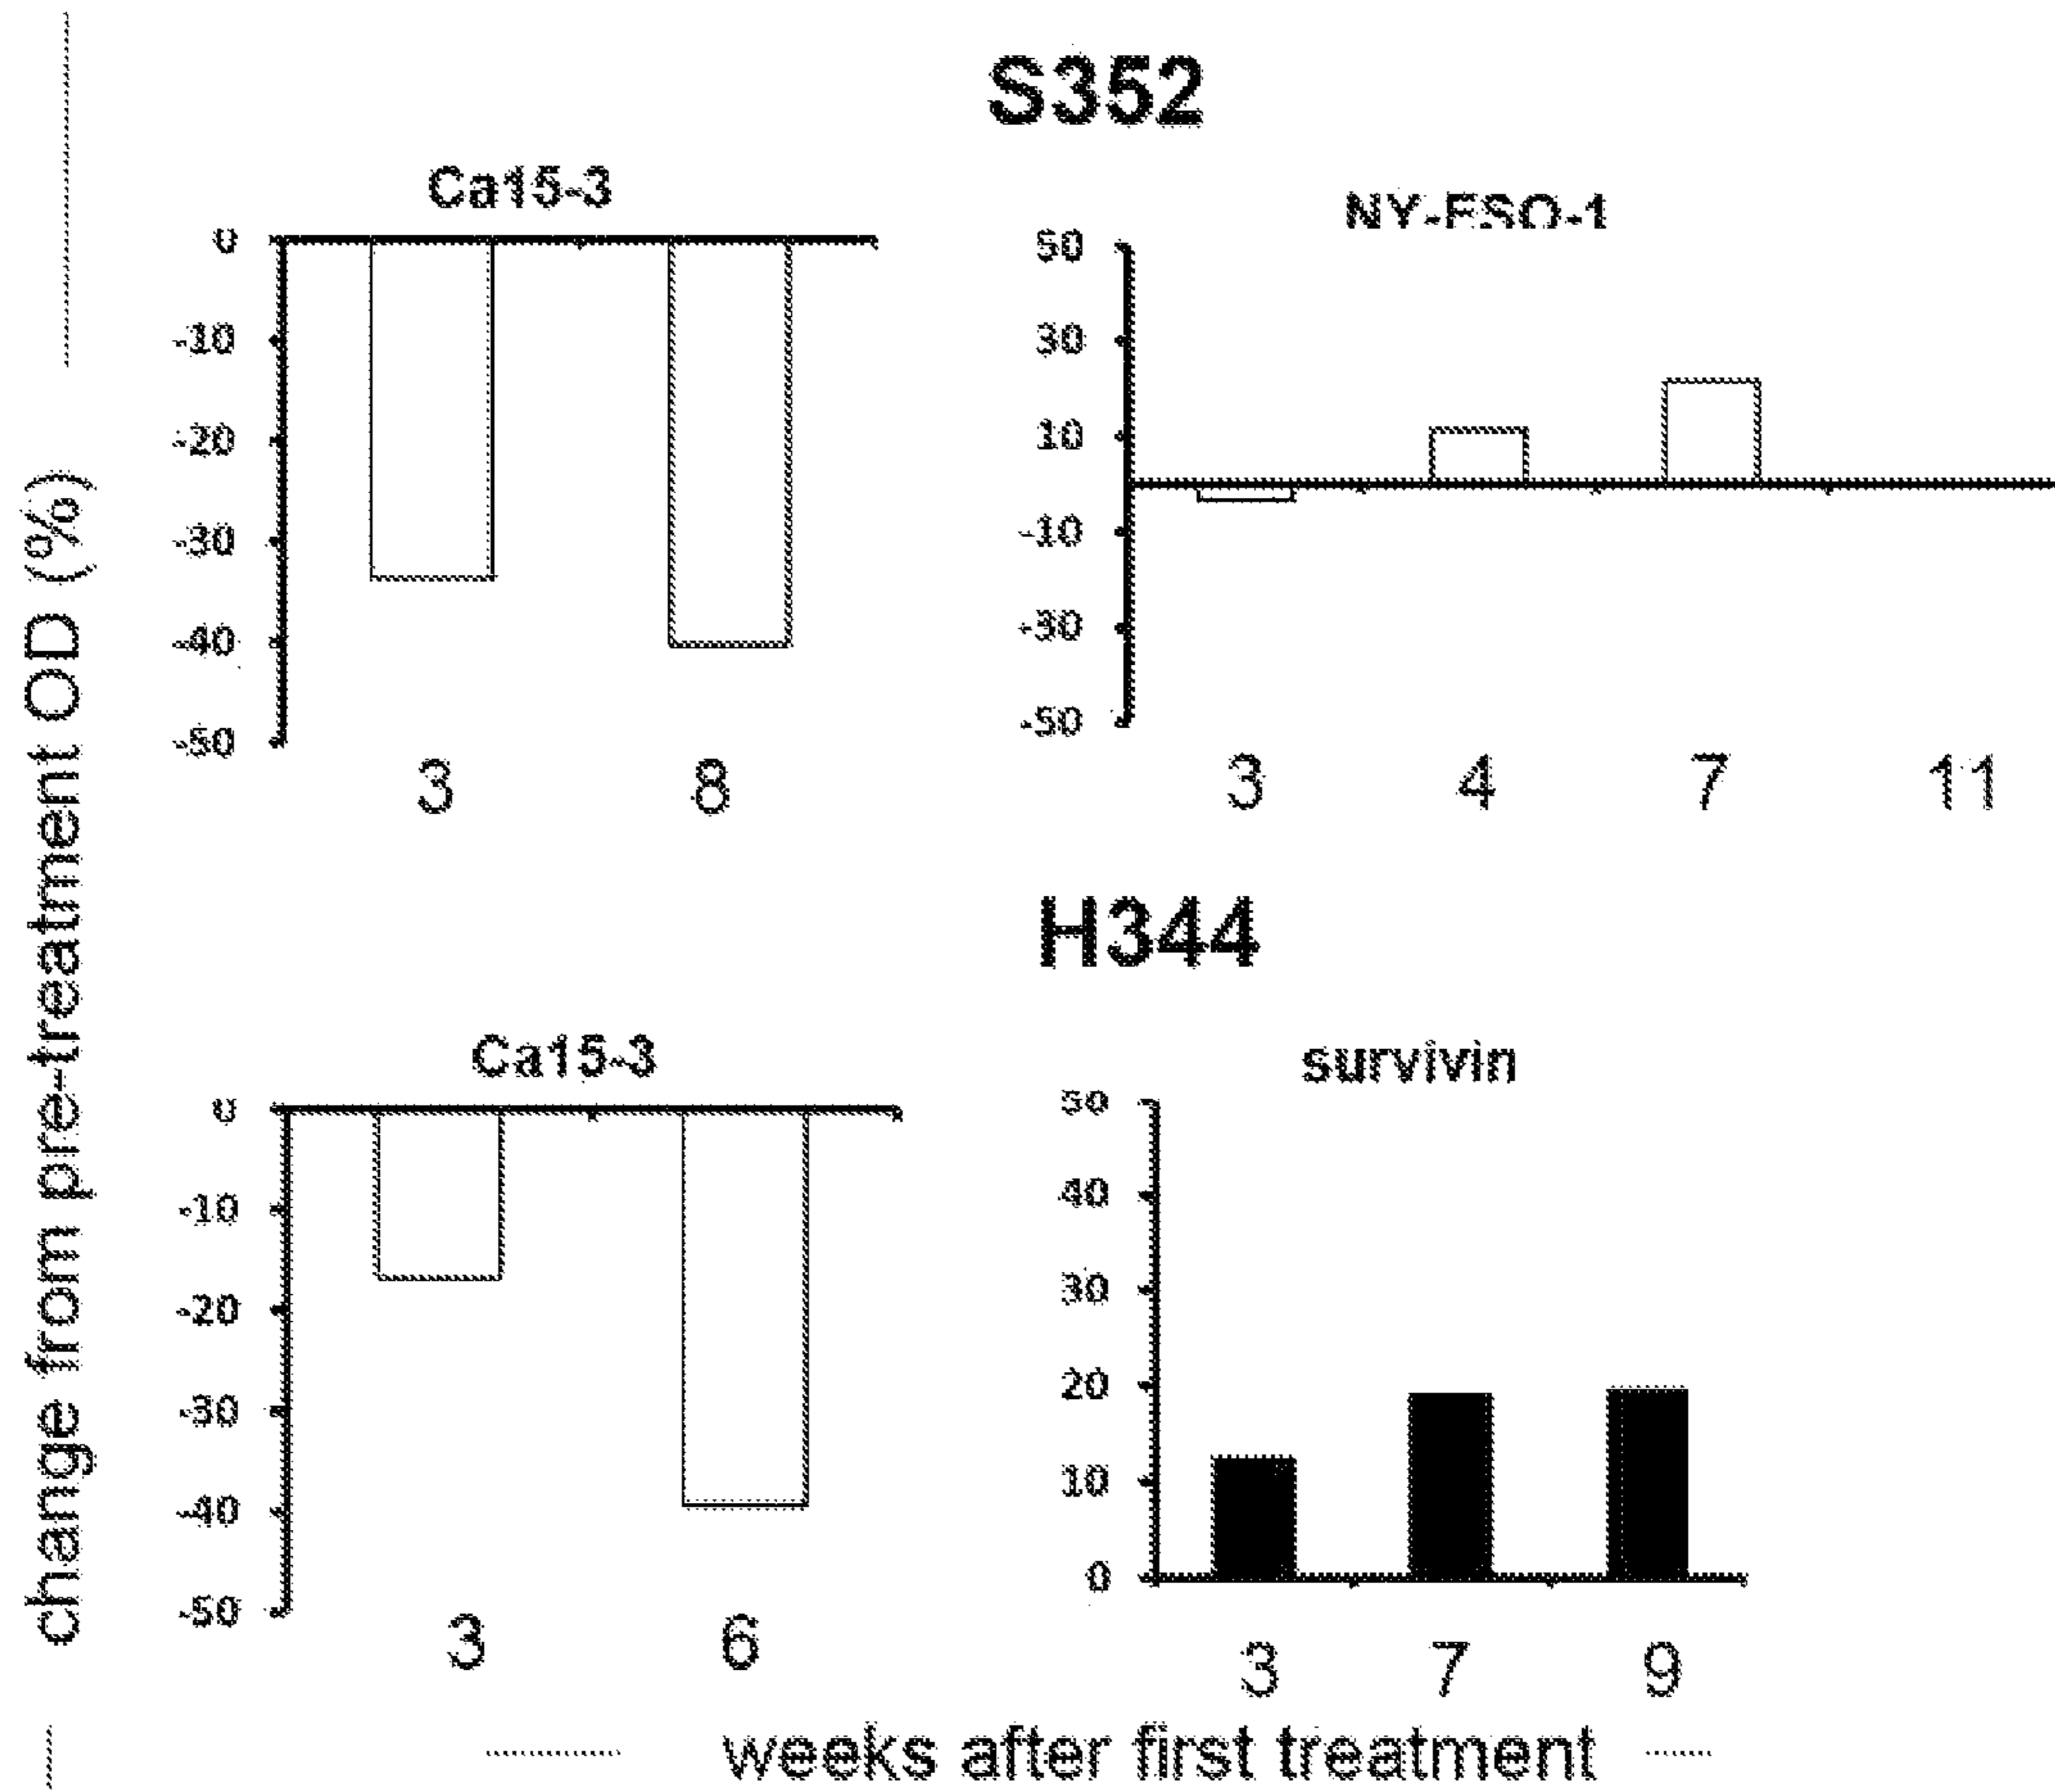 S352
Ca15-3
NY-ESO-1
0
-10
-20
-30
-40
-50
3 8
50
30
10
-10
-30
-50
3 4 7 11
H344
Ca15-3
survivin
0
-10
-20
-30
-40
-50
3 6
50
40
30
20
10
0
3 7 9
change from pre-treatment OD (%)
weeks after first treatment